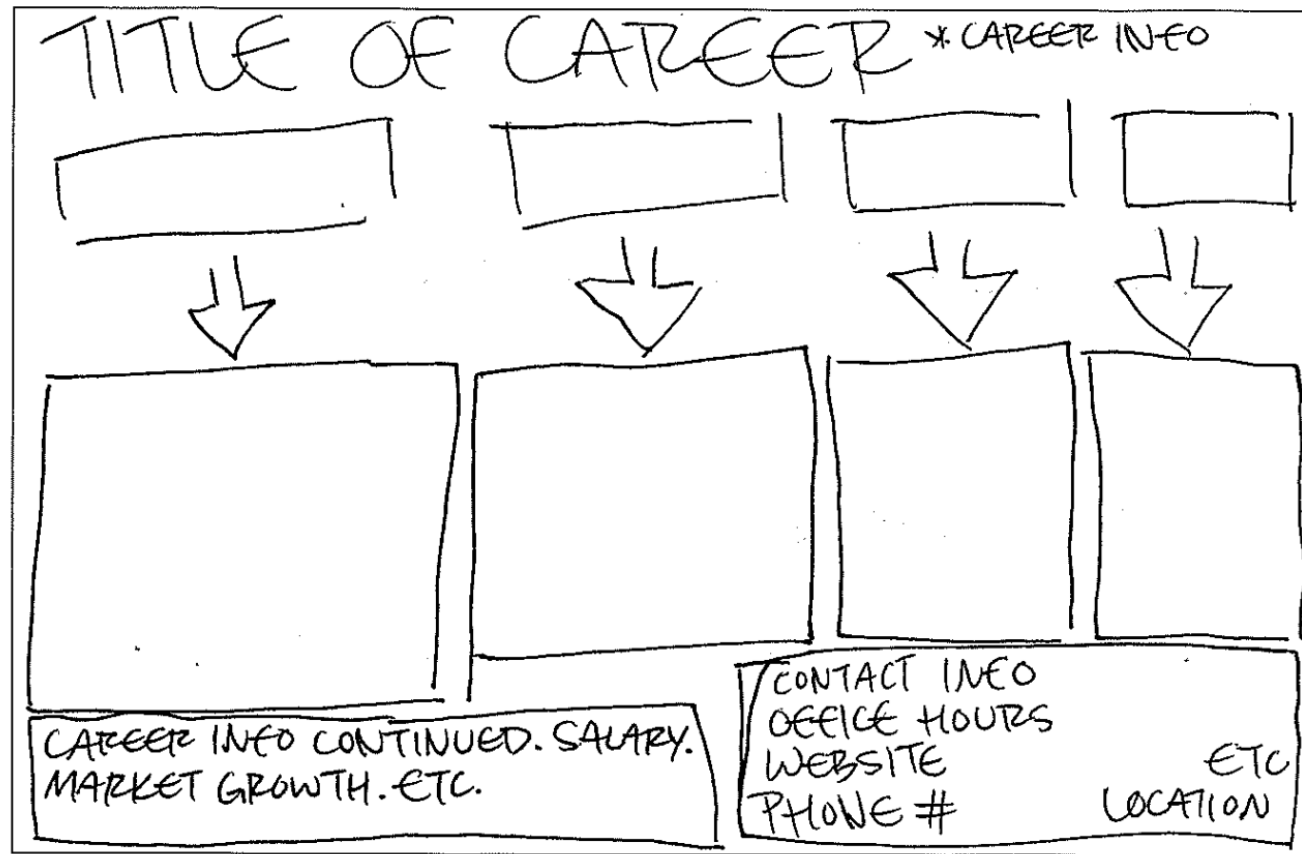 TITLE OF CAREER * CAREER INFO
CAREER INFO CONTINUED. SALARY.
MARKET GROWTH. ETC.
CONTACT INFO
OFFICE HOURS
WEBSITE ETC
PHONE # LOCATION